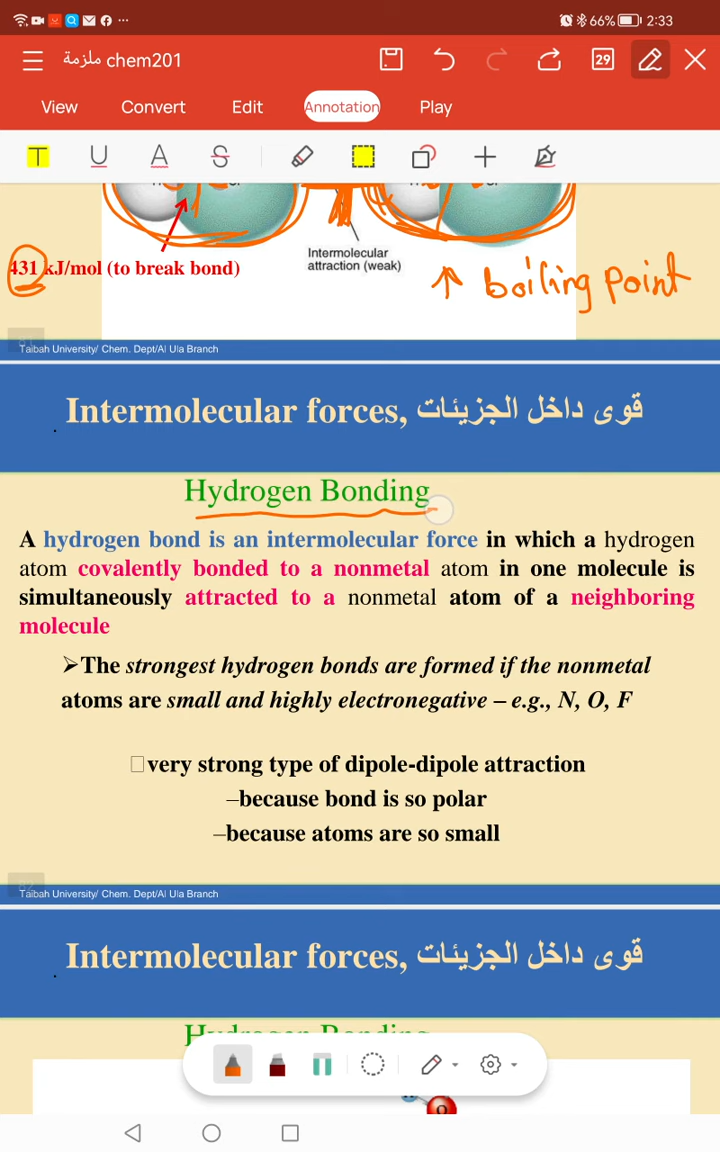 66% 2:33
ملزمة chem201
29
View Convert Edit Annotation Play
T U A S
Intermolecular
attraction (weak)
431 kJ/mol (to break bond)
↑ boiling point
Taibah University/ Chem. Dept/Al Ula Branch
Intermolecular forces, قوى داخل الجزيئات
Hydrogen Bonding
A hydrogen bond is an intermolecular force in which a hydrogen
atom covalently bonded to a nonmetal atom in one molecule is
simultaneously attracted to a nonmetal atom of a neighboring
molecule
➢The strongest hydrogen bonds are formed if the nonmetal
atoms are small and highly electronegative – e.g., N, O, F
very strong type of dipole-dipole attraction
–because bond is so polar
–because atoms are so small
Taibah University/ Chem. Dept/Al Ula Branch
Intermolecular forces, قوى داخل الجزيئات
Hydrogen Bonding
O